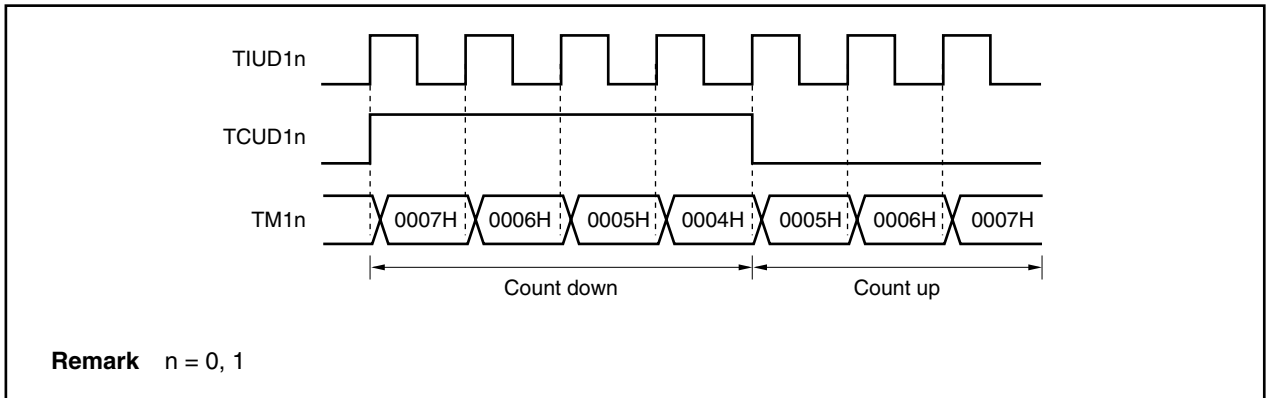 TIUD1n
TCUD1n
TM1n 0007H 0006H 0005H 0004H 0005H 0006H 0007H
Count down Count up
Remark n = 0, 1